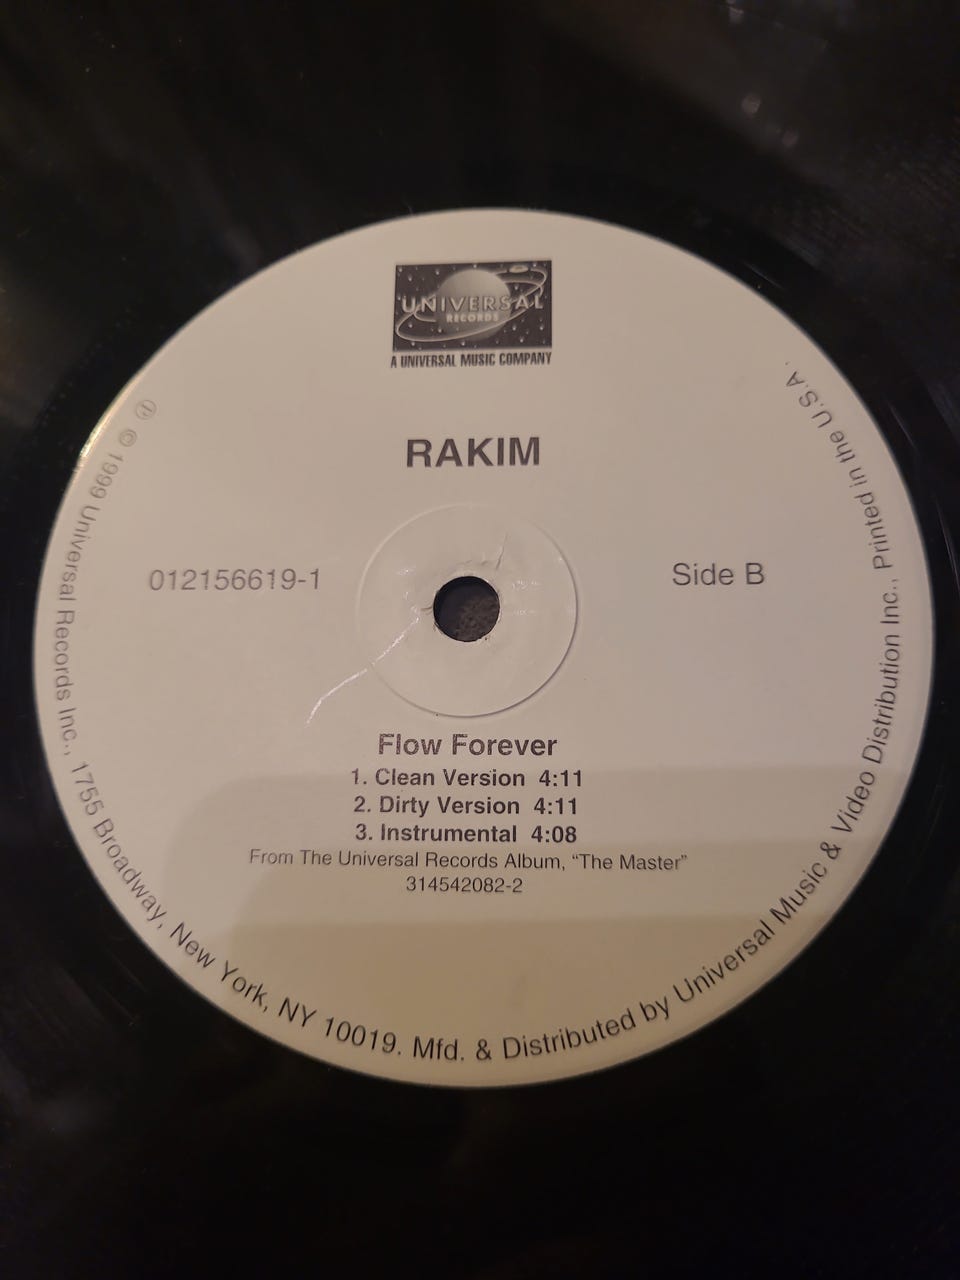 UNIVERSAL
RECORDS
A UNIVERSAL MUSIC COMPANY
RAKIM
012156619-1
Side B
Flow Forever
1. Clean Version 4:11
2. Dirty Version 4:11
3. Instrumental 4:08
From The Universal Records Album, “The Master”
314542082-2
℗ © 1999 Universal Records Inc., 1755 Broadway, New York, NY 10019. Mfd. & Distributed by Universal Music & Video Distribution Inc., Printed in the U.S.A.